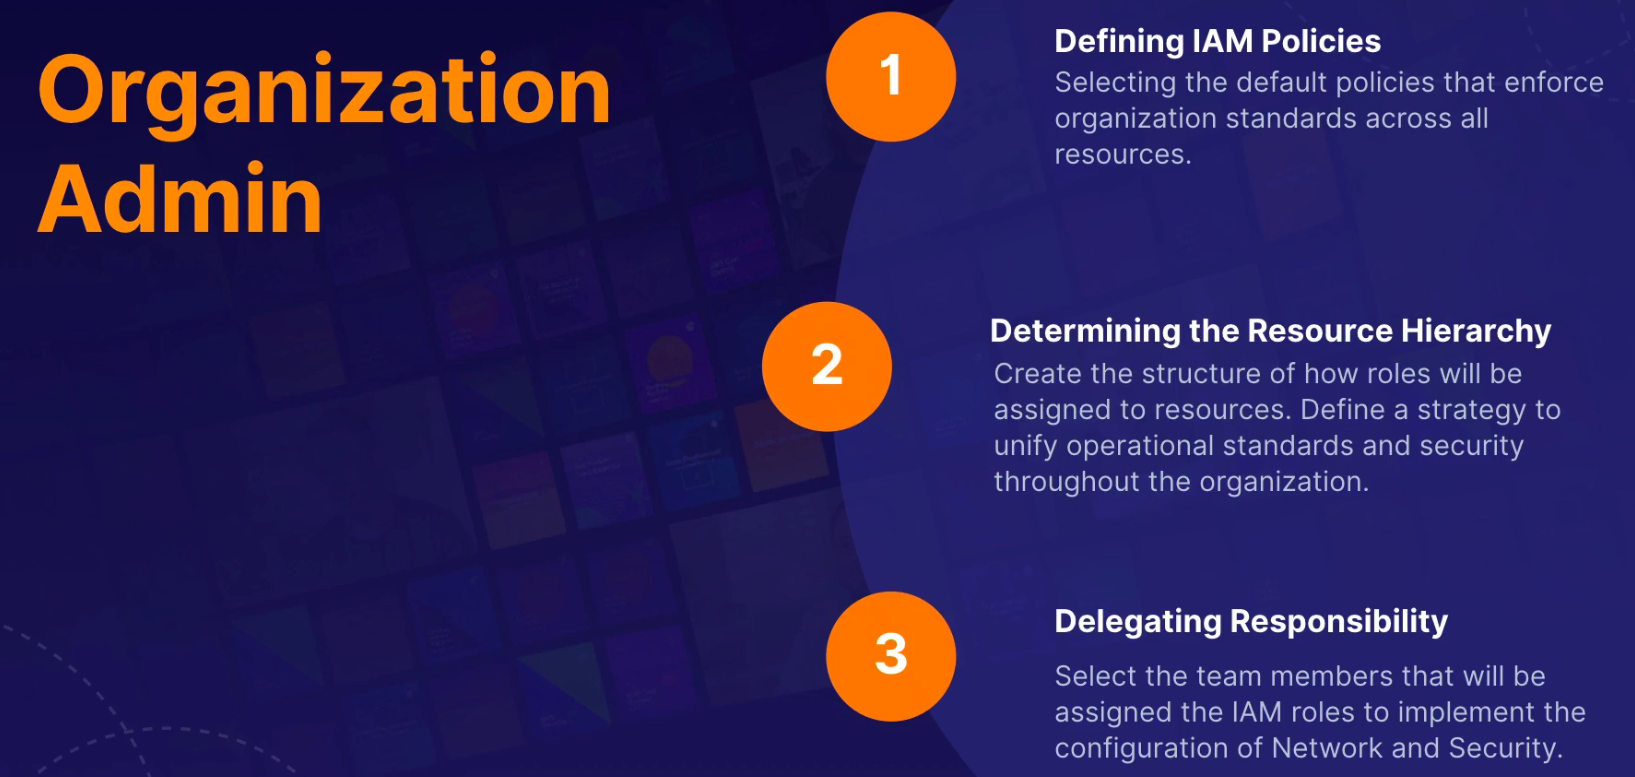 Organization
Admin
1
Defining IAM Policies
Selecting the default policies that enforce
organization standards across all
resources.
2
Determining the Resource Hierarchy
Create the structure of how roles will be
assigned to resources. Define a strategy to
unify operational standards and security
throughout the organization.
3
Delegating Responsibility
Select the team members that will be
assigned the IAM roles to implement the
configuration of Network and Security.